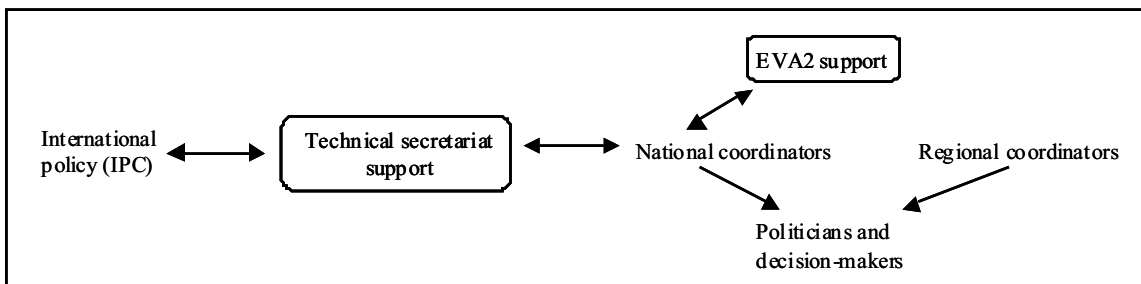 EVA2 support
International
policy (IPC)
Technical secretariat
support
National coordinators
Regional coordinators
Politicians and
decision-makers